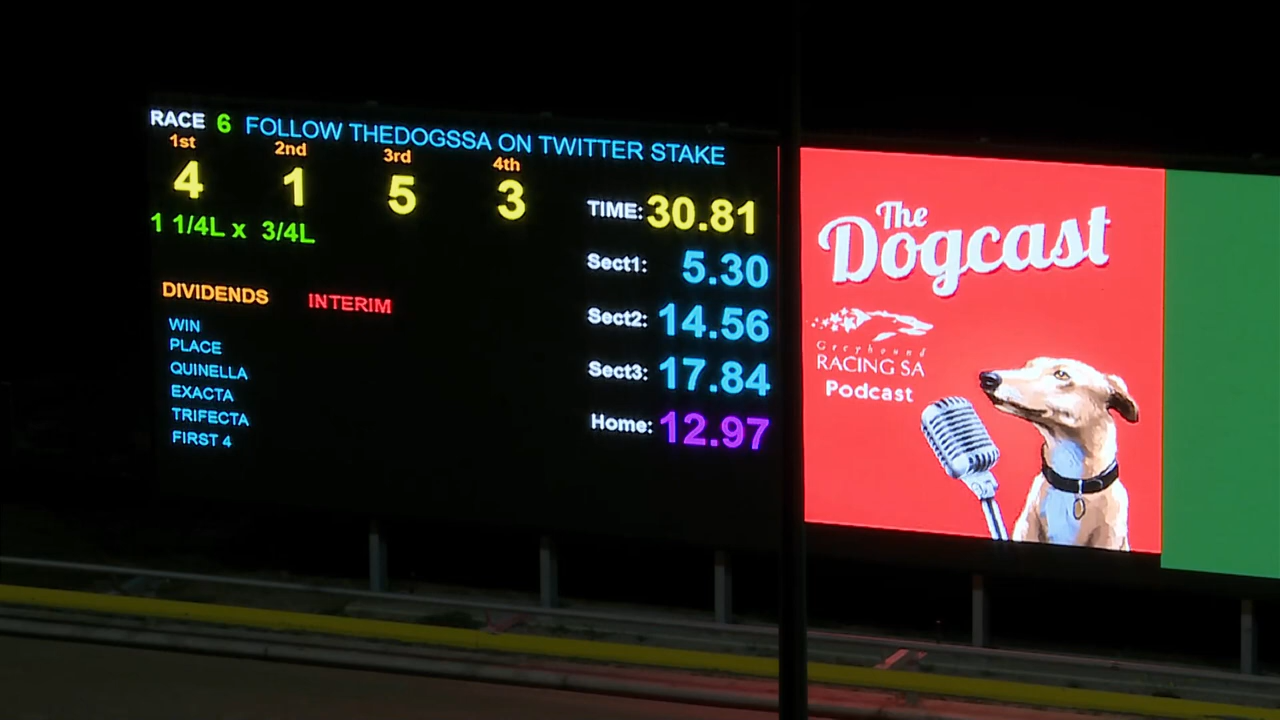 RACE 6 FOLLOW THEDOGSSA ON TWITTER STAKE
1st 2nd 3rd 4th
4 1 5 3
1 1/4L x 3/4L
TIME: 30.81
Sect1: 5.30
Sect2: 14.56
Sect3: 17.84
Home: 12.97
DIVIDENDS INTERIM
WIN
PLACE
QUINELLA
EXACTA
TRIFECTA
FIRST 4
The
Dogcast
Greyhound
RACING SA
Podcast